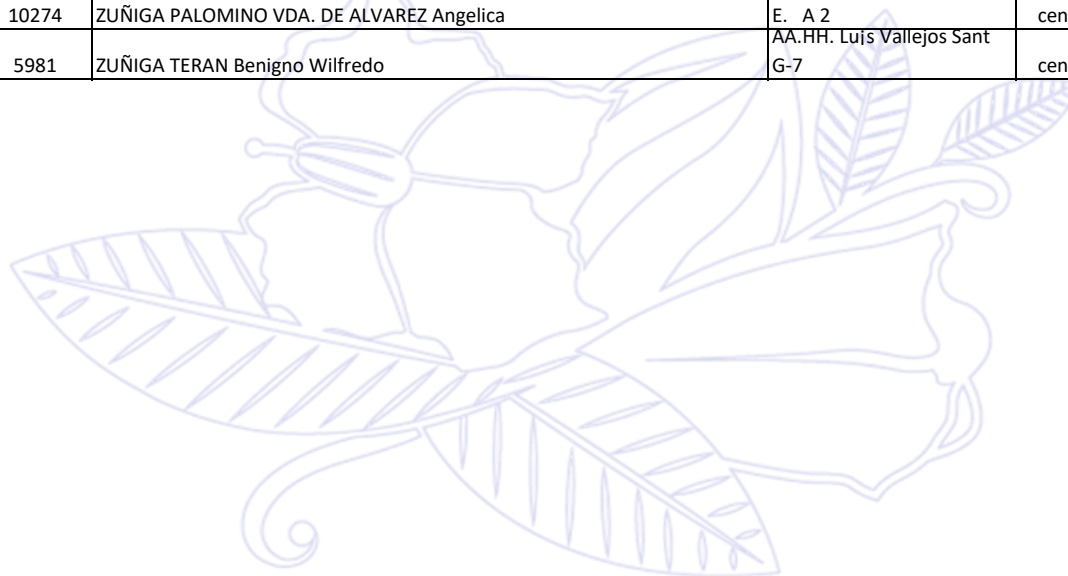 10274 ZUÑIGA PALOMINO VDA. DE ALVAREZ Angelica E. A 2 cen
AA.HH. Luis Vallejos Sant
5981 ZUÑIGA TERAN Benigno Wilfredo G-7 cen